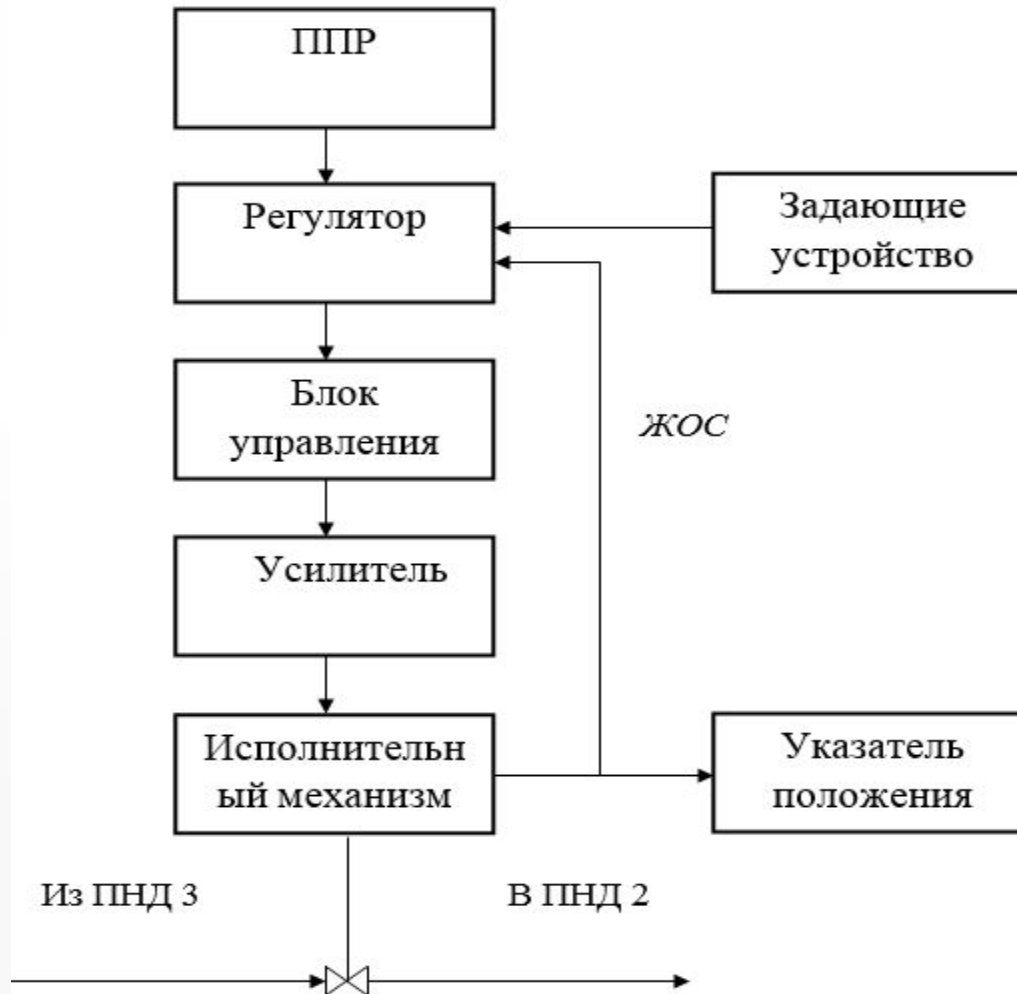 ППР
Регулятор
Задающие
устройство
Блок
управления
ЖОС
Усилитель
Исполнительн
ый механизм
Указатель
положения
Из ПНД 3
В ПНД 2